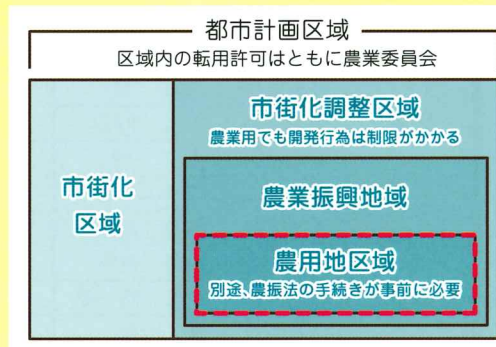 都市計画区域
区域内の転用許可はともに農業委員会
市街化
区域
市街化調整区域
農業用でも開発行為は制限がかかる
農業振興地域
農用地区域
別途、農振法の手続きが事前に必要